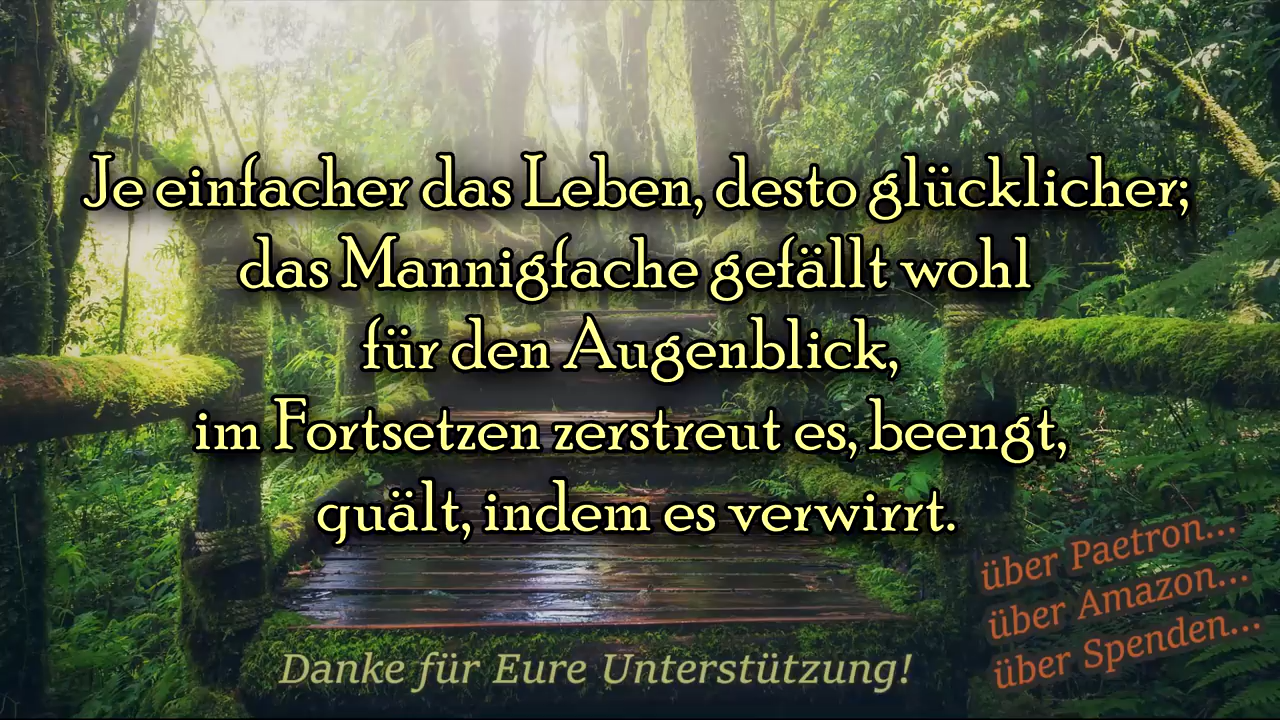 Je einfacher das Leben, desto glücklicher;
das Mannigfache gefällt wohl
für den Augenblick,
im Fortsetzen zerstreut es, beengt,
quält, indem es verwirrt.
über Paetron...
über Amazon...
über Spenden...
Danke für Eure Unterstützung!